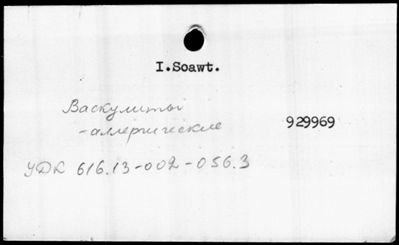 I.Soawt.
Васкулиты
-аллергические
929969
УДК 616.13-002-056.3